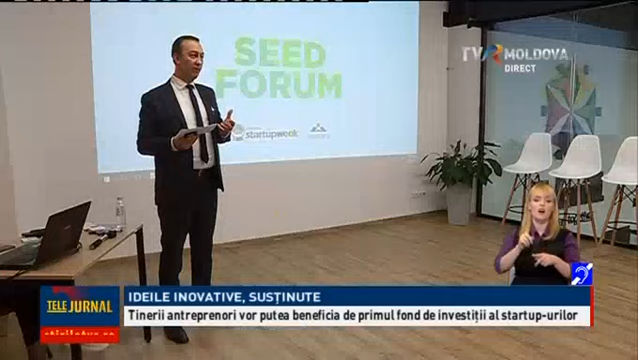 SEED
FORUM
startupweek
TVR MOLDOVA
DIRECT
TELE JURNAL
IDEILE INOVATIVE, SUSȚINUTE
Tinerii antreprenori vor putea beneficia de primul fond de investiții al startup-urilor